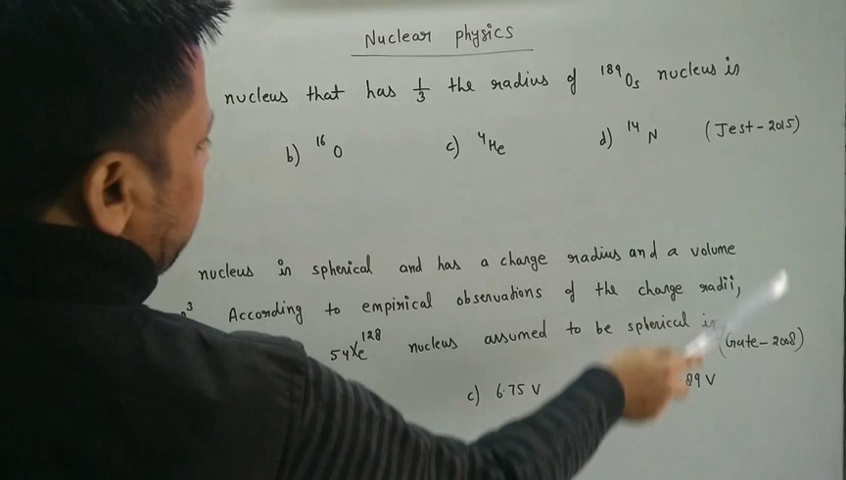 Nuclear physics
nucleus that has 1/3 the radius of ¹⁸⁹Os nucleus is
b) ¹⁶O c) ⁴He d) ¹⁴N (Jest-2015)
nucleus is spherical and has a charge radius and a volume
3 According to empirical observations of the charge radii,
₅₄Xe¹²⁸ nucleus assumed to be spherical is
(Gate-2008)
c) 6.75 V 89 V